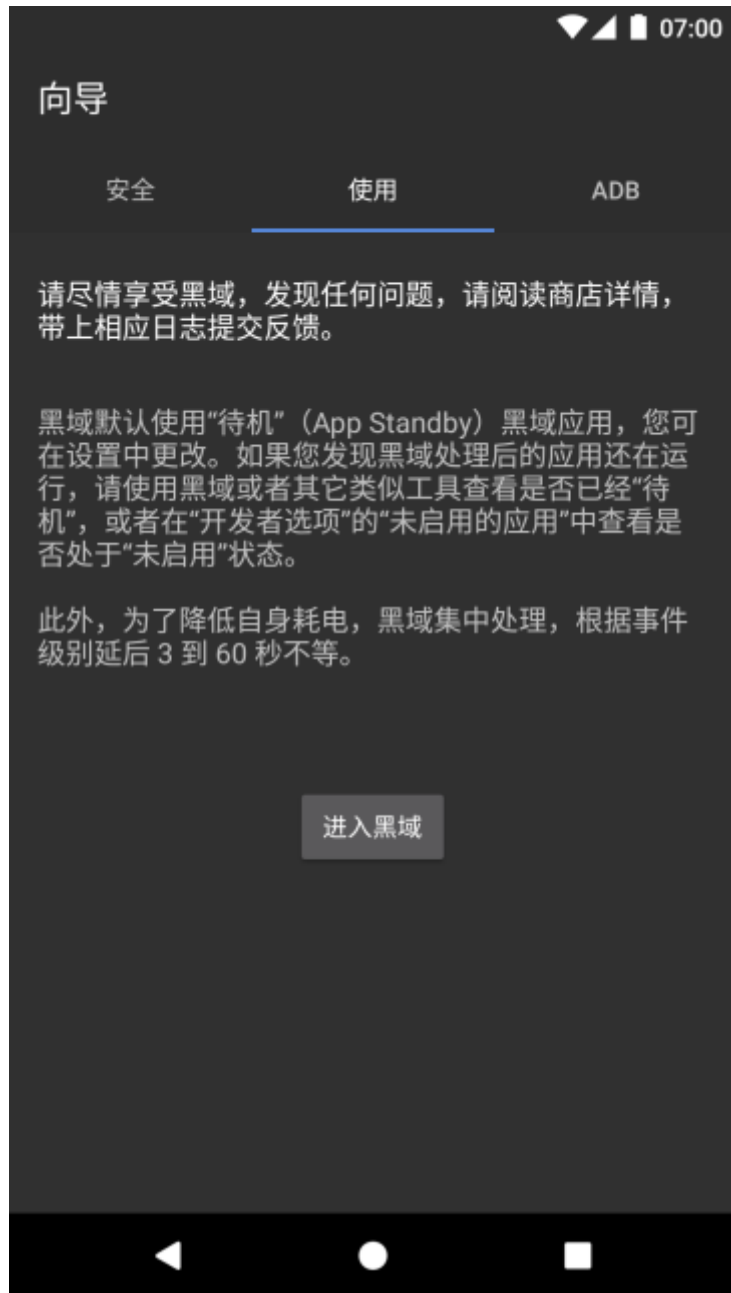 07:00
向导
安全 使用 ADB
请尽情享受黑域，发现任何问题，请阅读商店详情，
带上相应日志提交反馈。
黑域默认使用“待机”（App Standby）黑域应用，您可
在设置中更改。如果您发现黑域处理后的应用还在运
行，请使用黑域或者其它类似工具查看是否已经“待
机”，或者在“开发者选项”的“未启用的应用”中查看是
否处于“未启用”状态。
此外，为了降低自身耗电，黑域集中处理，根据事件
级别延后 3 到 60 秒不等。
进入黑域